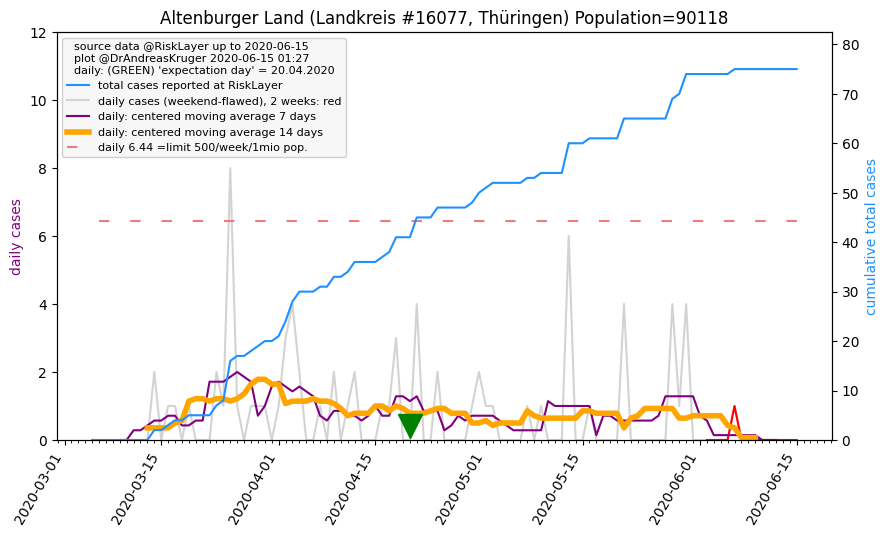 Altenburger Land (Landkreis #16077, Thüringen) Population=90118
source data @RiskLayer up to 2020-06-15
plot @DrAndreasKruger 2020-06-15 01:27
daily: (GREEN) 'expectation day' = 20.04.2020
total cases reported at RiskLayer
daily cases (weekend-flawed), 2 weeks: red
daily: centered moving average 7 days
daily: centered moving average 14 days
daily 6.44 =limit 500/week/1mio pop.
daily cases
12
10
8
6
4
2
0
cumulative total cases
80
70
60
50
40
30
20
10
0
2020-03-01
2020-03-15
2020-04-01
2020-04-15
2020-05-01
2020-05-15
2020-06-01
2020-06-15